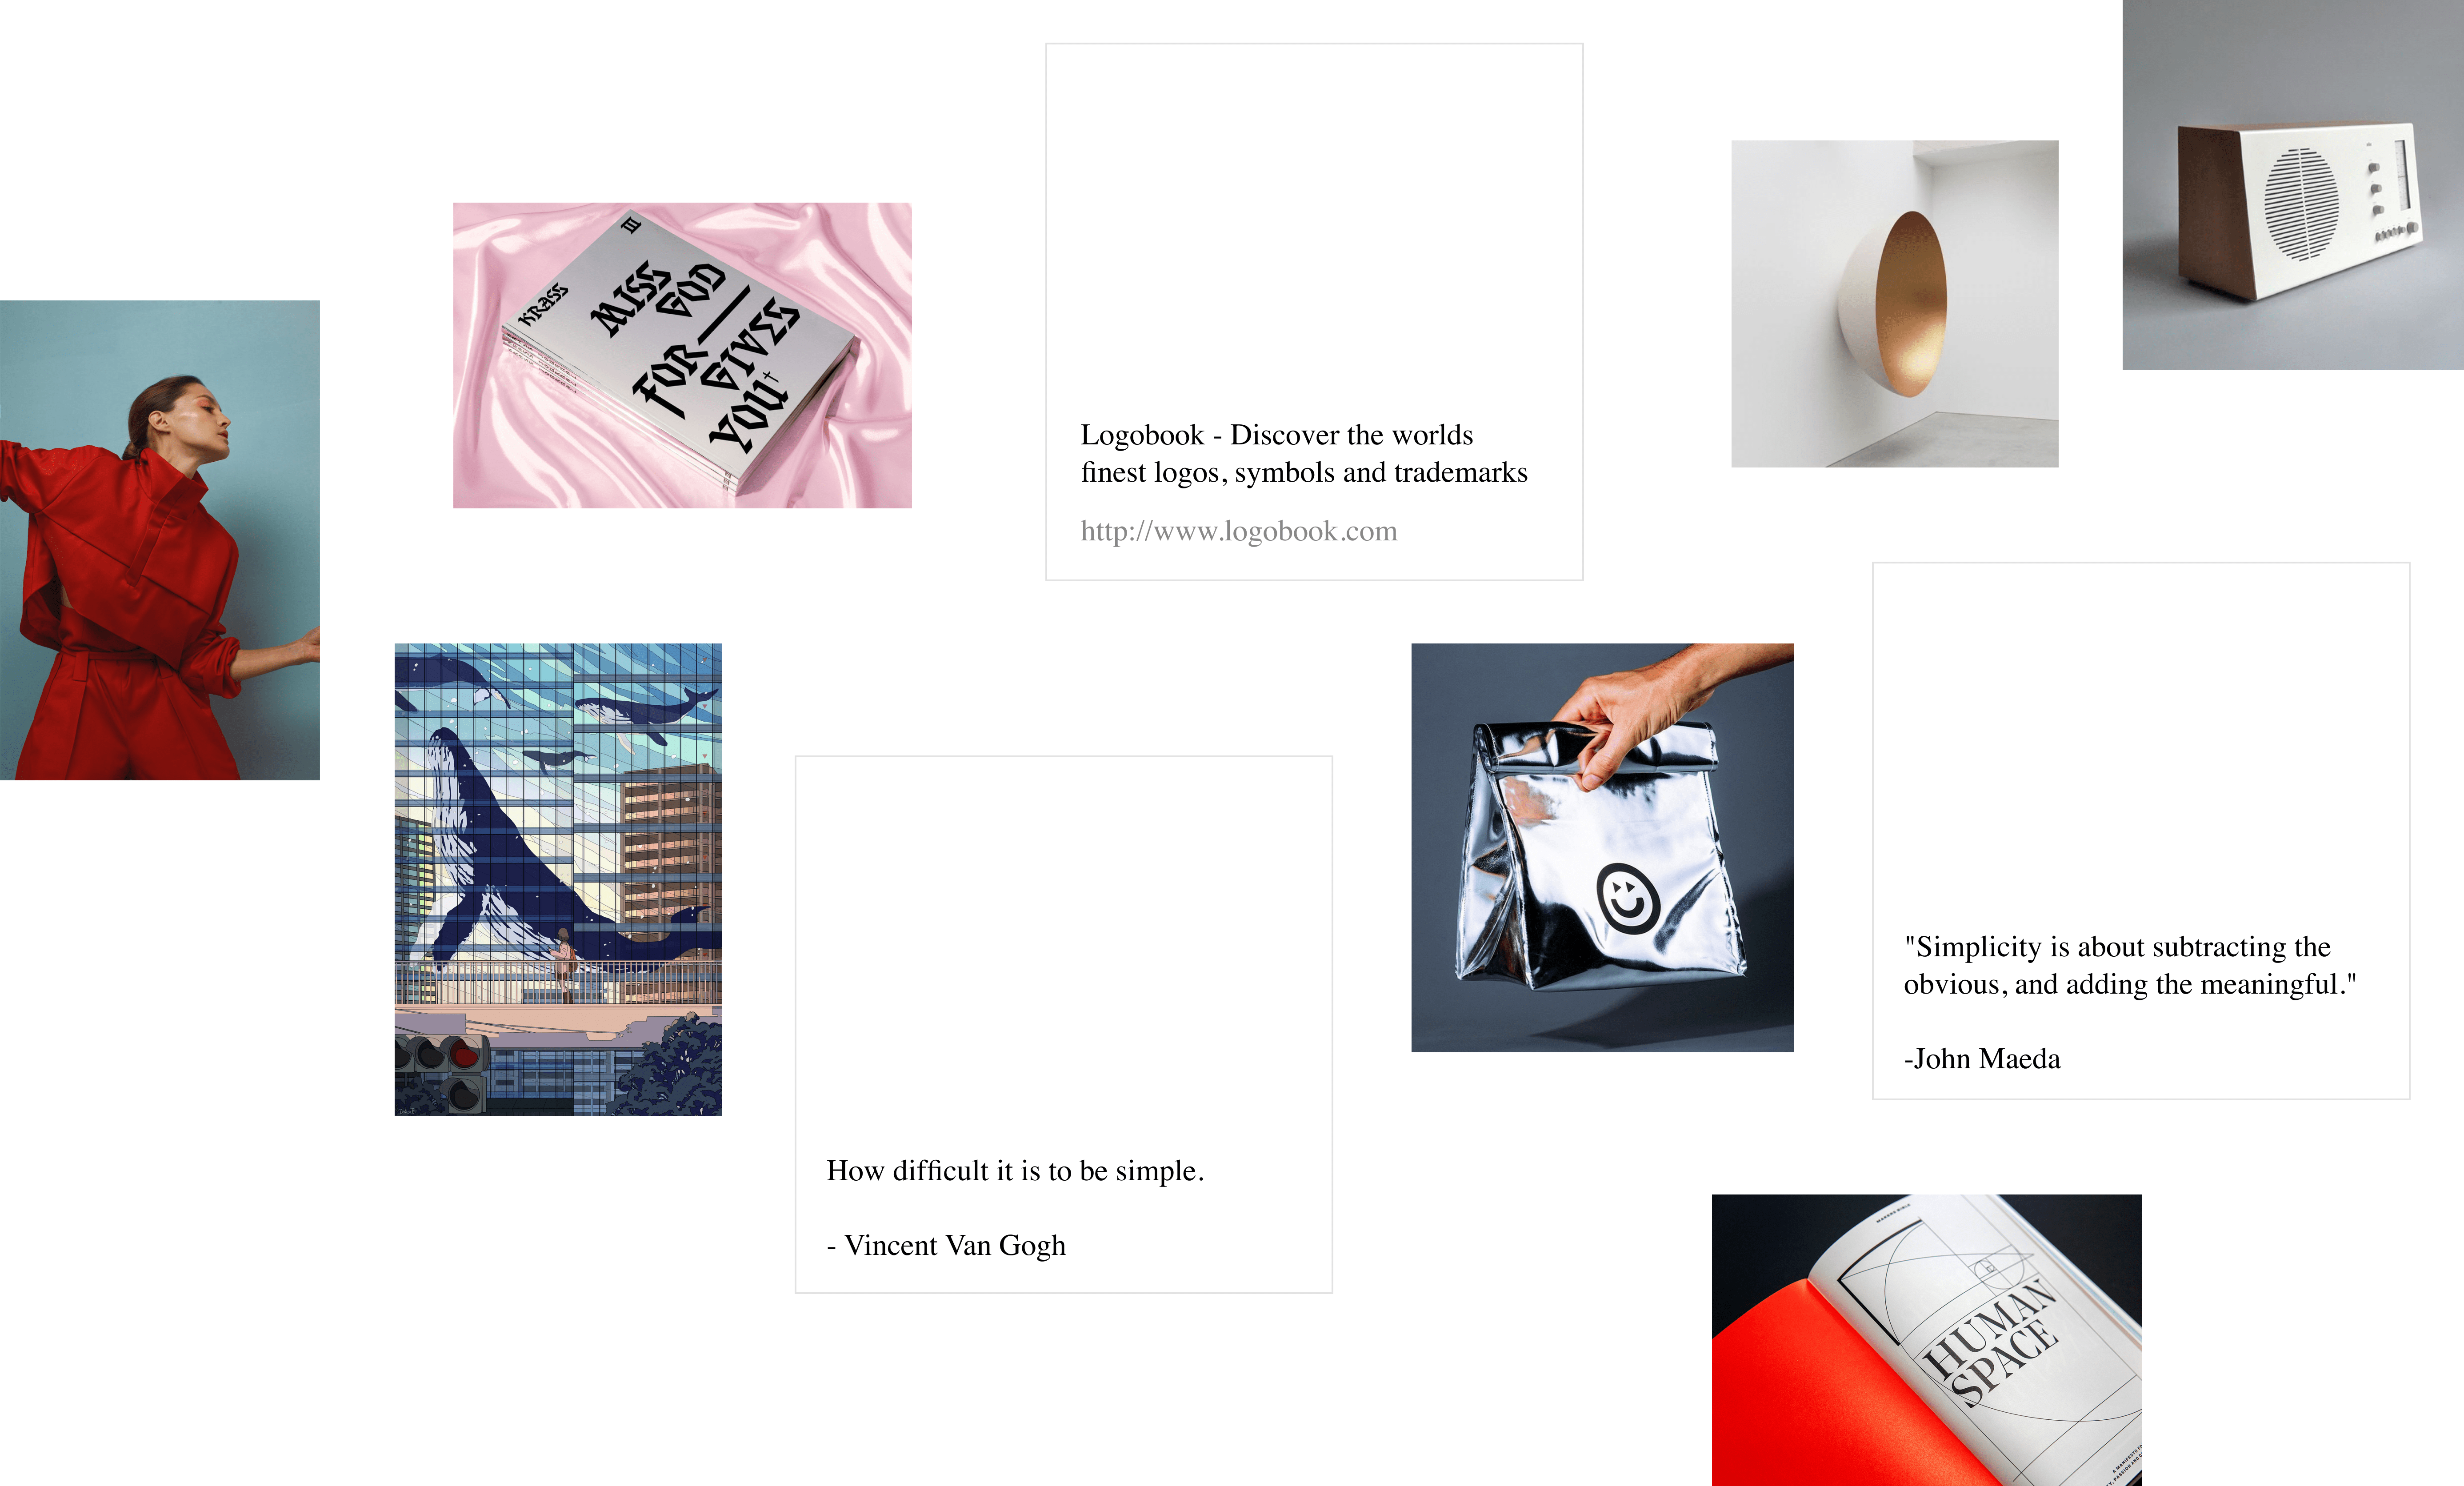 III
KRASS
MISS
GOD
FOR—GIVES
YOU†
Logobook - Discover the worlds
finest logos, symbols and trademarks
http://www.logobook.com
"Simplicity is about subtracting the
obvious, and adding the meaningful."
-John Maeda
How difficult it is to be simple.
- Vincent Van Gogh
HUMAN
SPACE